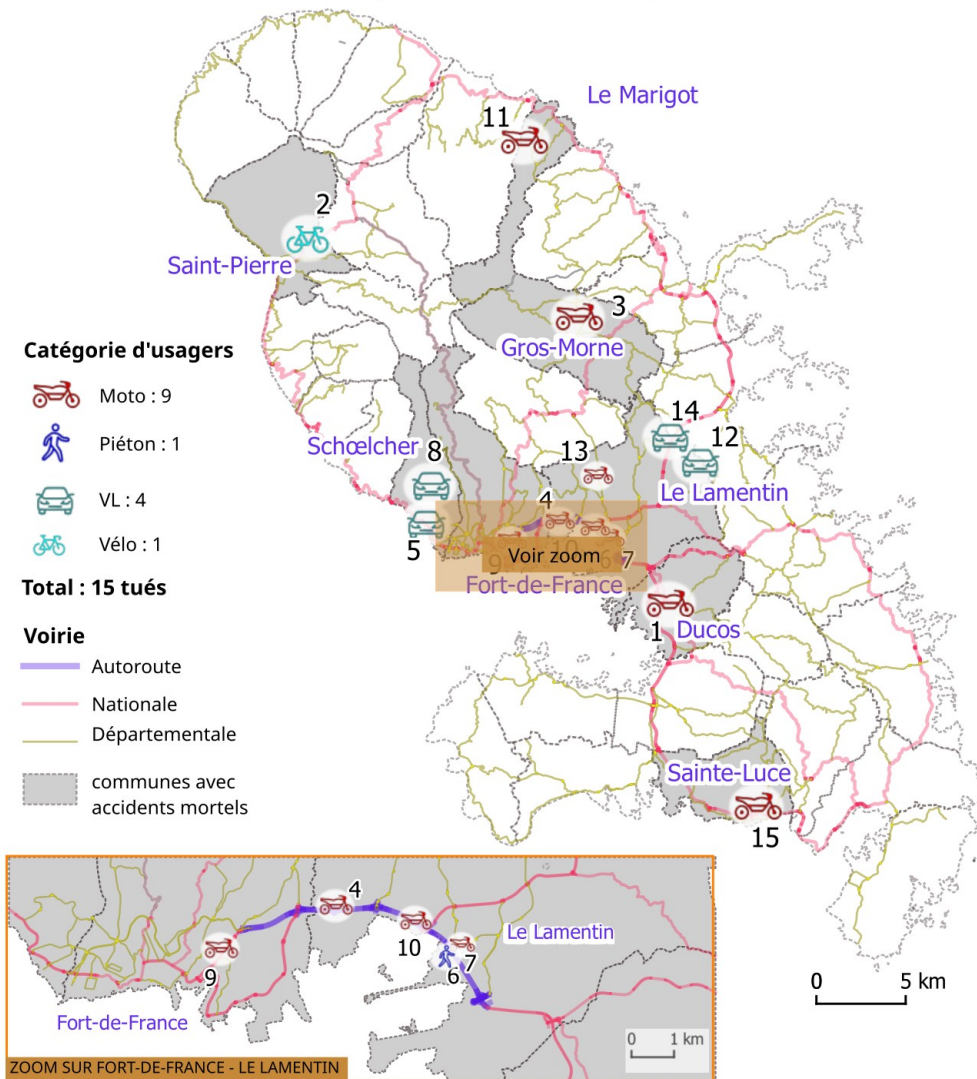 Le Marigot
11
2
Saint-Pierre
3
Gros-Morne
Catégorie d'usagers
Moto : 9
Piéton : 1
VL : 4
Vélo : 1
Total : 15 tués
Voirie
Autoroute
Nationale
Départementale
communes avec
accidents mortels
14
12
13
Schœlcher
8
Le Lamentin
4
5
10
Voir zoom
9
6
7
Fort-de-France
1
Ducos
Sainte-Luce
15
4
10
Le Lamentin
7
6
9
Fort-de-France
0 1 km
ZOOM SUR FORT-DE-FRANCE - LE LAMENTIN
0 5 km